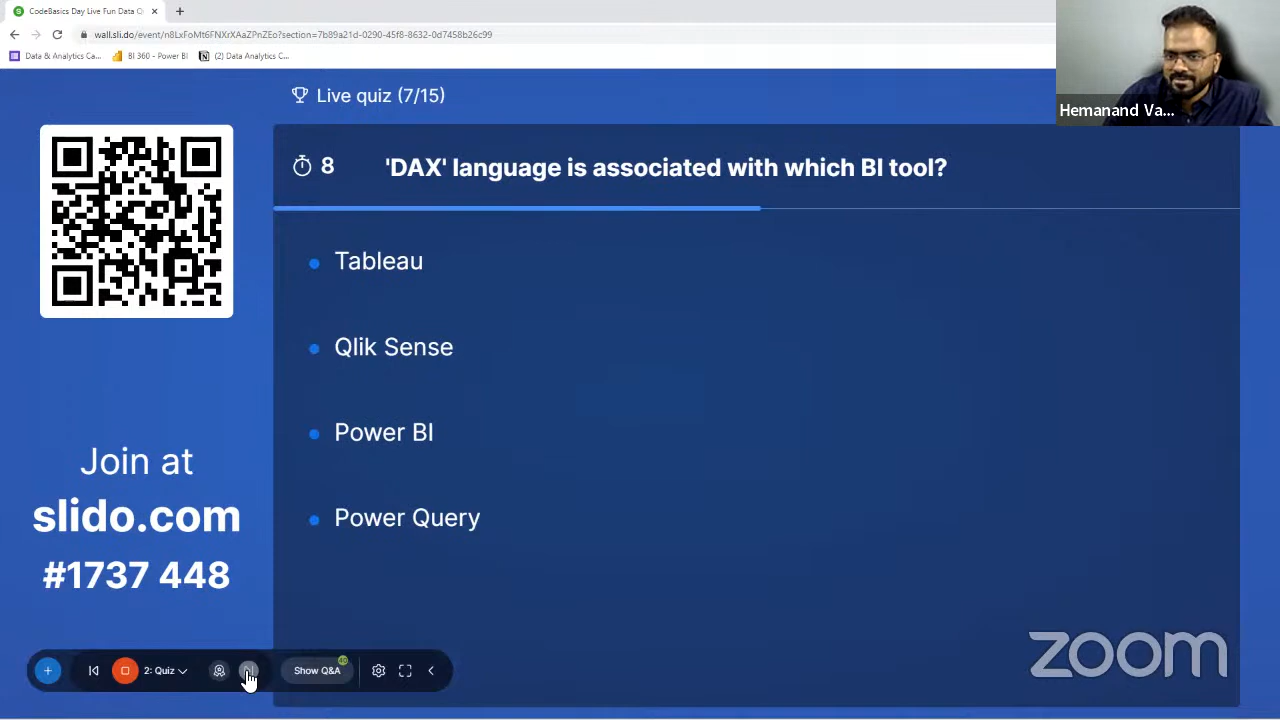 CodeBasics Day Live Fun Data Q
wall.sli.do/event/n8LxFoMt6FNXrXAaZPnZEo?section=7b89a21d-0290-45f8-8632-0d7458b26c99
Data & Analytics Ca...
BI 360 - Power BI
(2) Data Analytics C...
Hemanand Va...
Live quiz (7/15)
8
'DAX' language is associated with which BI tool?
Tableau
Qlik Sense
Power BI
Power Query
Join at
slido.com
#1737 448
2: Quiz
Show Q&A
zoom